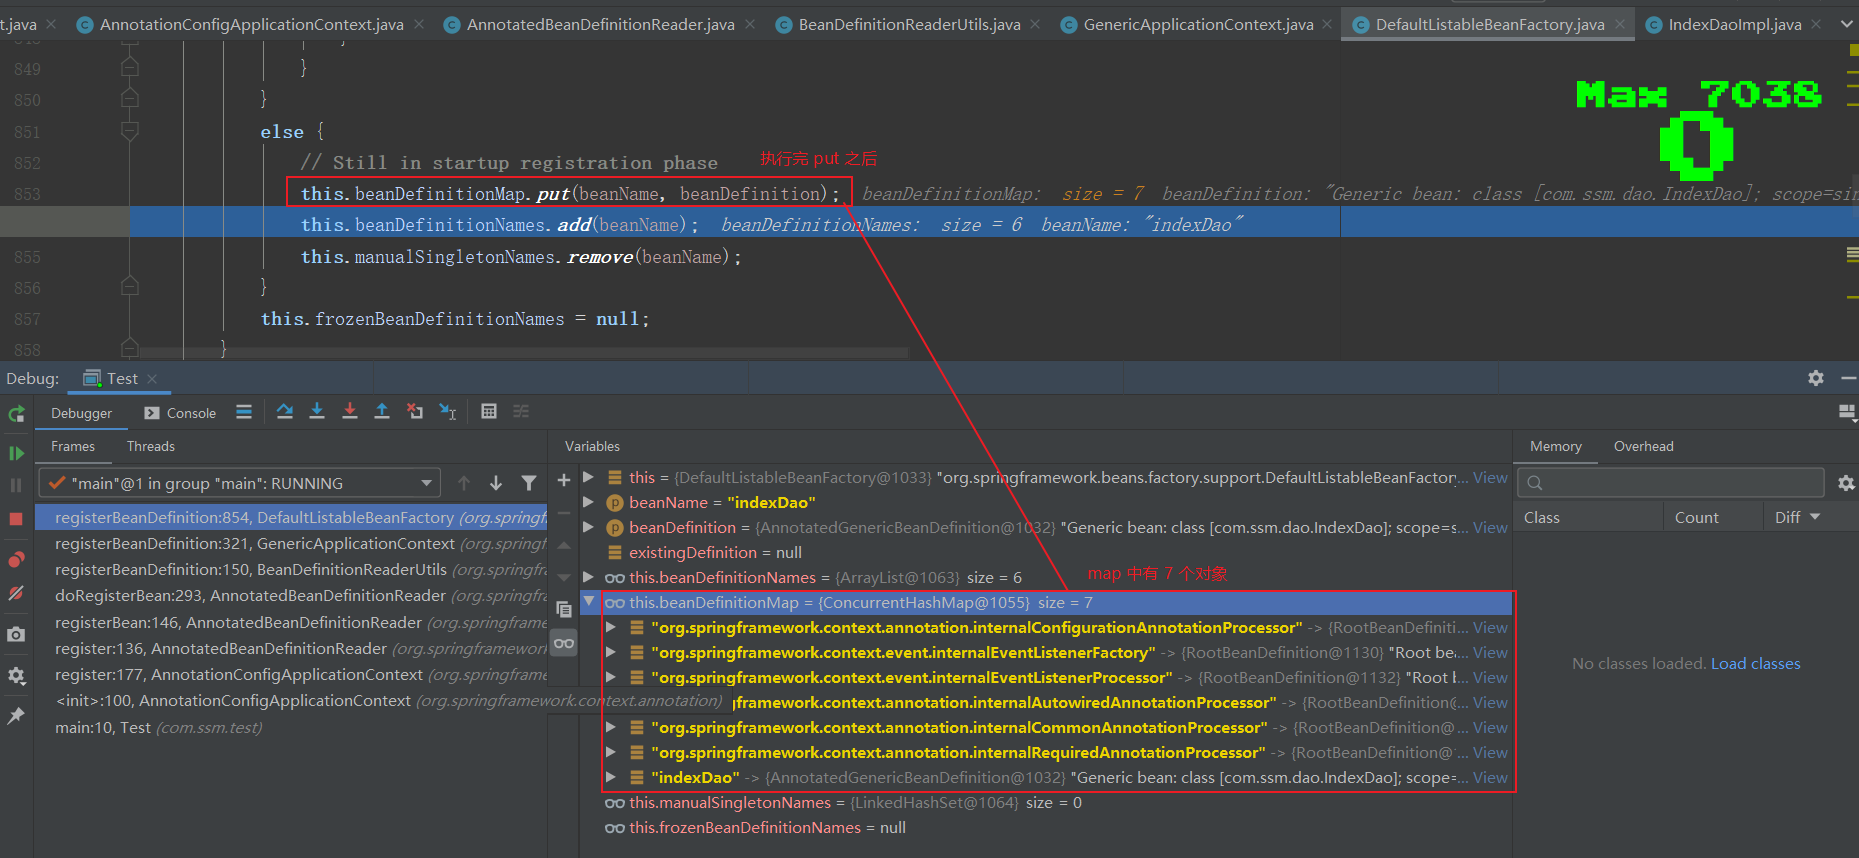 t.java AnnotationConfigApplicationContext.java AnnotatedBeanDefinitionReader.java BeanDefinitionReaderUtils.java GenericApplicationContext.java DefaultListableBeanFactory.java IndexDaoImpl.java
849 }
850 }
851 else {
852 // Still in startup registration phase
执行完 put 之后
853 this.beanDefinitionMap.put(beanName, beanDefinition); beanDefinitionMap: size = 7 beanDefinition: "Generic bean: class [com.ssm.dao.IndexDao]; scope=sin
this.beanDefinitionNames.add(beanName); beanDefinitionNames: size = 6 beanName: "indexDao"
855 this.manualSingletonNames.remove(beanName);
856 }
857 this.frozenBeanDefinitionNames = null;
858 }
Max 7038
0
Debug: Test
Debugger Console
Frames Threads
Variables
Memory Overhead
"main"@1 in group "main": RUNNING
registerBeanDefinition:854, DefaultListableBeanFactory (org.springf
registerBeanDefinition:321, GenericApplicationContext (org.springfr
registerBeanDefinition:150, BeanDefinitionReaderUtils (org.springfra
doRegisterBean:293, AnnotatedBeanDefinitionReader (org.springfr
registerBean:146, AnnotatedBeanDefinitionReader (org.springfram
register:136, AnnotatedBeanDefinitionReader (org.springframework
register:177, AnnotationConfigApplicationContext (org.springfram
<init>:100, AnnotationConfigApplicationContext (org.springframework.context.annotation)
main:10, Test (com.ssm.test)
this = {DefaultListableBeanFactory@1033} "org.springframework.beans.factory.support.DefaultListableBeanFactory... View
beanName = "indexDao"
beanDefinition = {AnnotatedGenericBeanDefinition@1032} "Generic bean: class [com.ssm.dao.IndexDao]; scope=s... View
existingDefinition = null
this.beanDefinitionNames = {ArrayList@1063} size = 6
map 中有 7 个对象
this.beanDefinitionMap = {ConcurrentHashMap@1055} size = 7
"org.springframework.context.annotation.internalConfigurationAnnotationProcessor" -> {RootBeanDefiniti... View
"org.springframework.context.event.internalEventListenerFactory" -> {RootBeanDefinition@1130} "Root bea... View
"org.springframework.context.event.internalEventListenerProcessor" -> {RootBeanDefinition@1132} "Root b... View
gframework.context.annotation.internalAutowiredAnnotationProcessor" -> {RootBeanDefinition@... View
"org.springframework.context.annotation.internalCommonAnnotationProcessor" -> {RootBeanDefinition@... View
"org.springframework.context.annotation.internalRequiredAnnotationProcessor" -> {RootBeanDefinition@1... View
"indexDao" -> {AnnotatedGenericBeanDefinition@1032} "Generic bean: class [com.ssm.dao.IndexDao]; scope=... View
this.manualSingletonNames = {LinkedHashSet@1064} size = 0
this.frozenBeanDefinitionNames = null
Class Count Diff
No classes loaded. Load classes